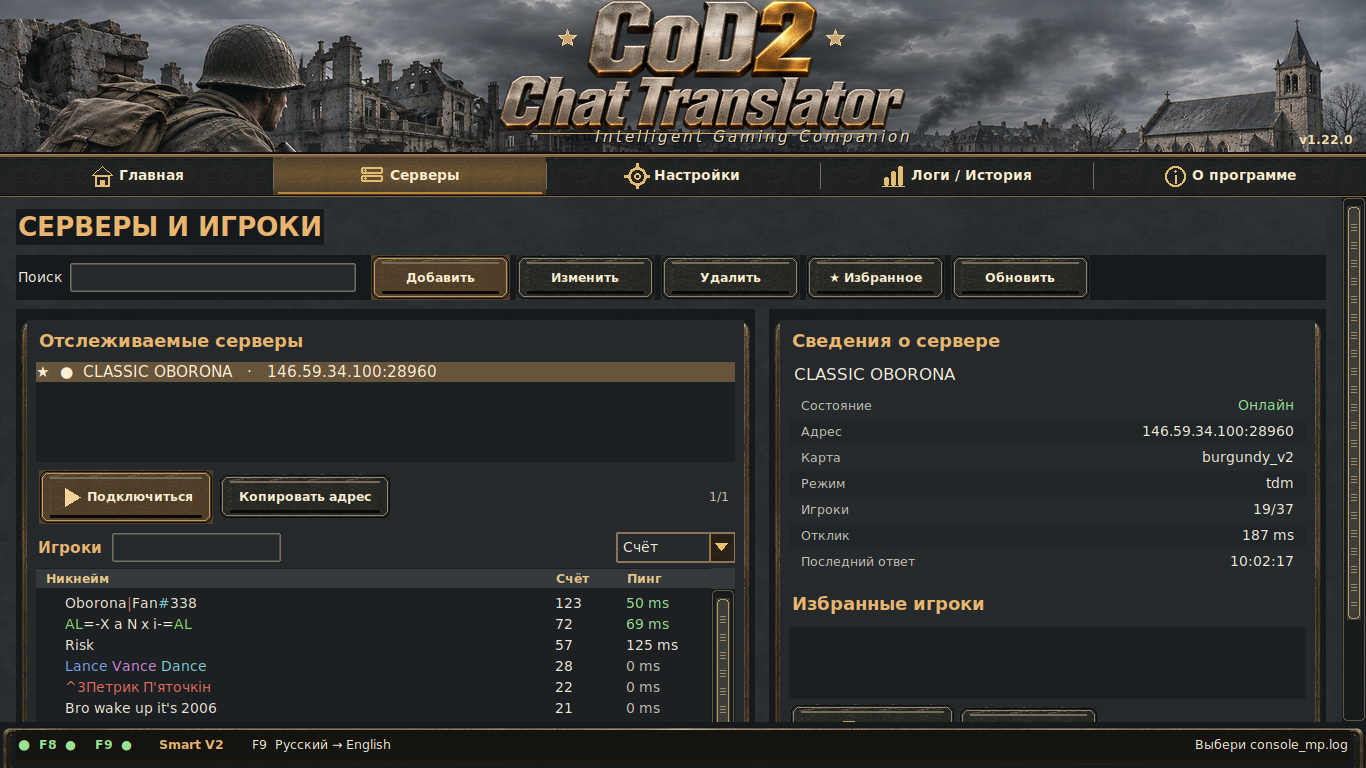 CoD2
Chat Translator
Intelligent Gaming Companion
v1.22.0
Главная
Серверы
Настройки
Логи / История
О программе
СЕРВЕРЫ И ИГРОКИ
Поиск
Добавить
Изменить
Удалить
★ Избранное
Обновить
Отслеживаемые серверы
★ ● CLASSIC OBORONA · 146.59.34.100:28960
Подключиться
Копировать адрес
1/1
Игроки
Счёт
Никнейм Счёт Пинг
Oborona|Fan#338 123 50 ms
AL=-X a N x i-=AL 72 69 ms
Risk 57 125 ms
Lance Vance Dance 28 0 ms
^3Петрик П'яточкін 22 0 ms
Bro wake up it's 2006 21 0 ms
Сведения о сервере
CLASSIC OBORONA
Состояние Онлайн
Адрес 146.59.34.100:28960
Карта burgundy_v2
Режим tdm
Игроки 19/37
Отклик 187 ms
Последний ответ 10:02:17
Избранные игроки
● F8 ● F9 ● Smart V2 F9 Русский → English
Выбери console_mp.log